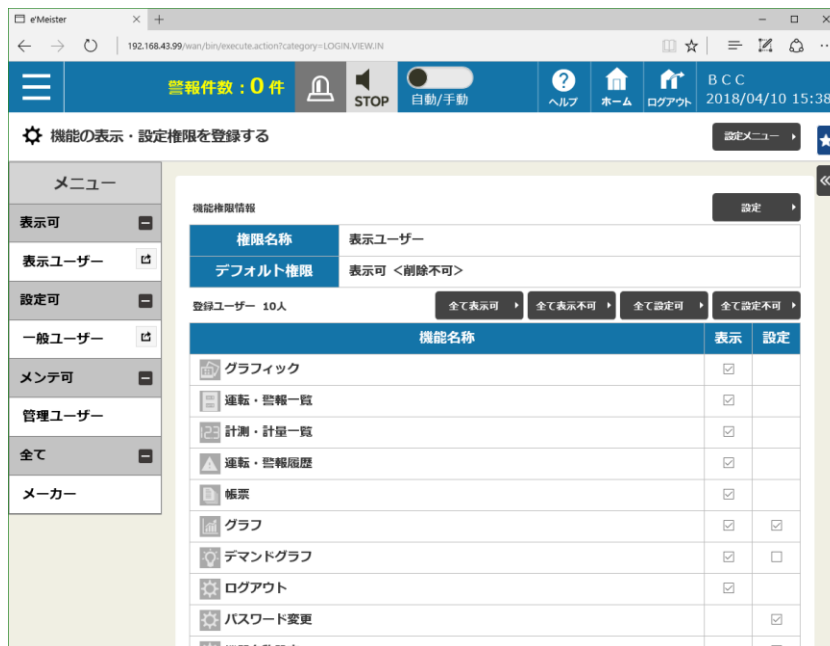 e'Meister
192.168.43.99/wan/bin/execute.action?category=LOGIN.VIEW.IN
警報件数：0 件
STOP
自動/手動
ヘルプ
ホーム
ログアウト
BCC
2018/04/10 15:38
機能の表示・設定権限を登録する
設定メニュー
メニュー
表示可
表示ユーザー
設定可
一般ユーザー
メンテ可
管理ユーザー
全て
メーカー
機能権限情報
設定
権限名称 表示ユーザー
デフォルト権限 表示可 <削除不可>
登録ユーザー 10人
全て表示可
全て表示不可
全て設定可
全て設定不可
機能名称 表示 設定
グラフィック
運転・警報一覧
計測・計量一覧
運転・警報履歴
帳票
グラフ
デマンドグラフ
ログアウト
パスワード変更